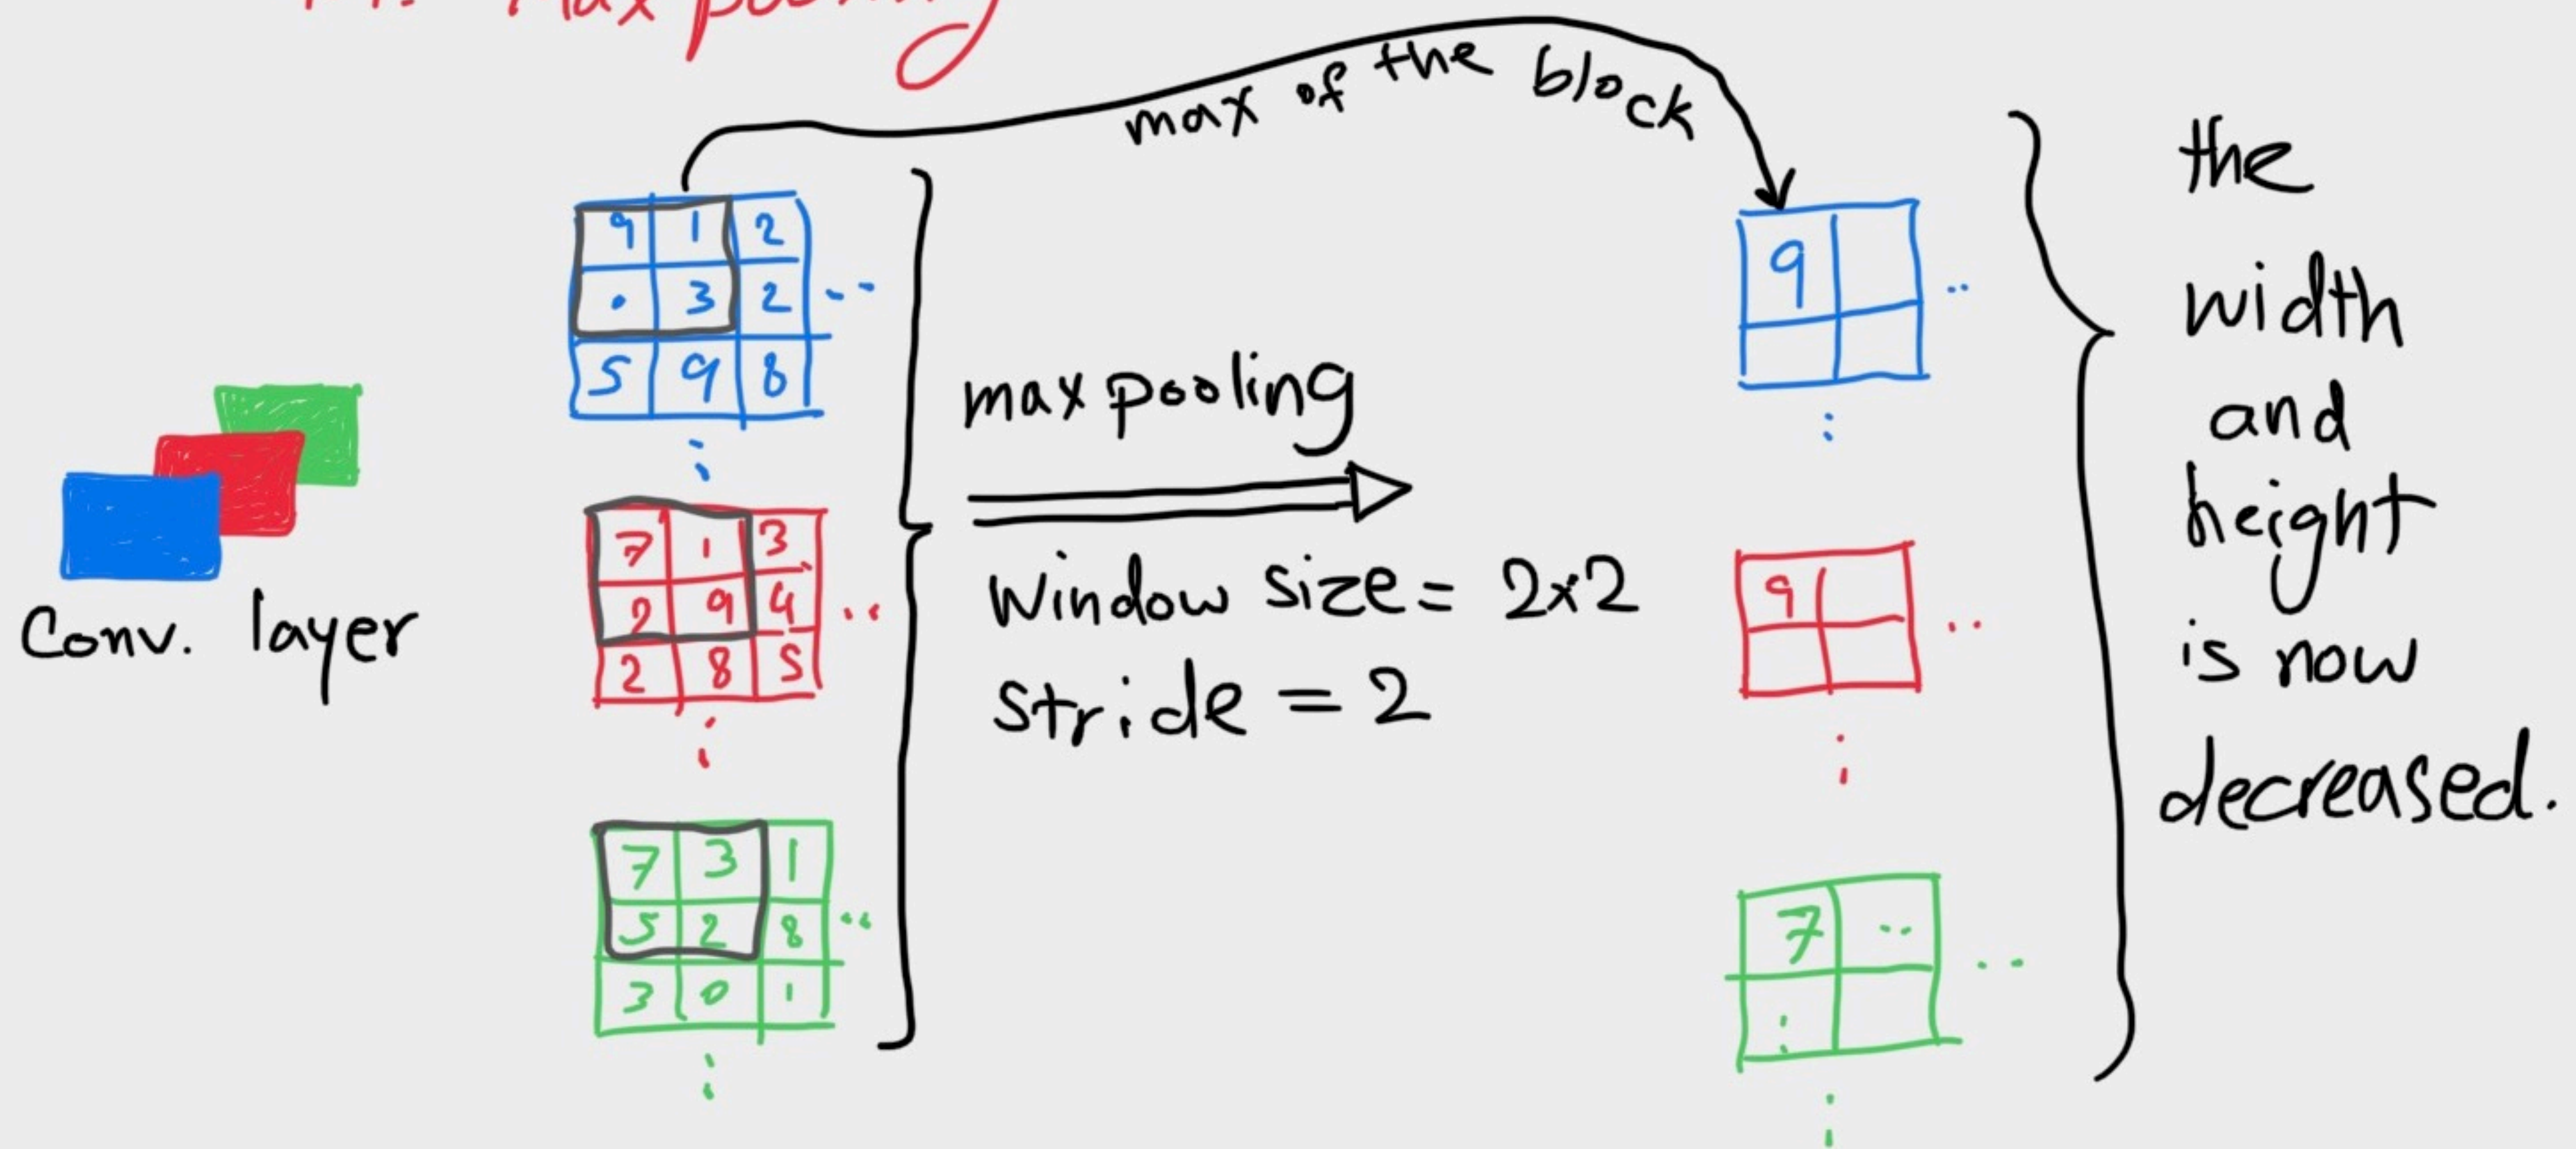 Max pooling
max of the block
9 1 2
. 3 2
5 9 8
7 1 3
2 9 4
2 8 5
7 3 1
5 2 8
3 0 1
Conv. layer
max pooling
window size = 2x2
stride = 2
9
9
7
the
width
and
height
is now
decreased.